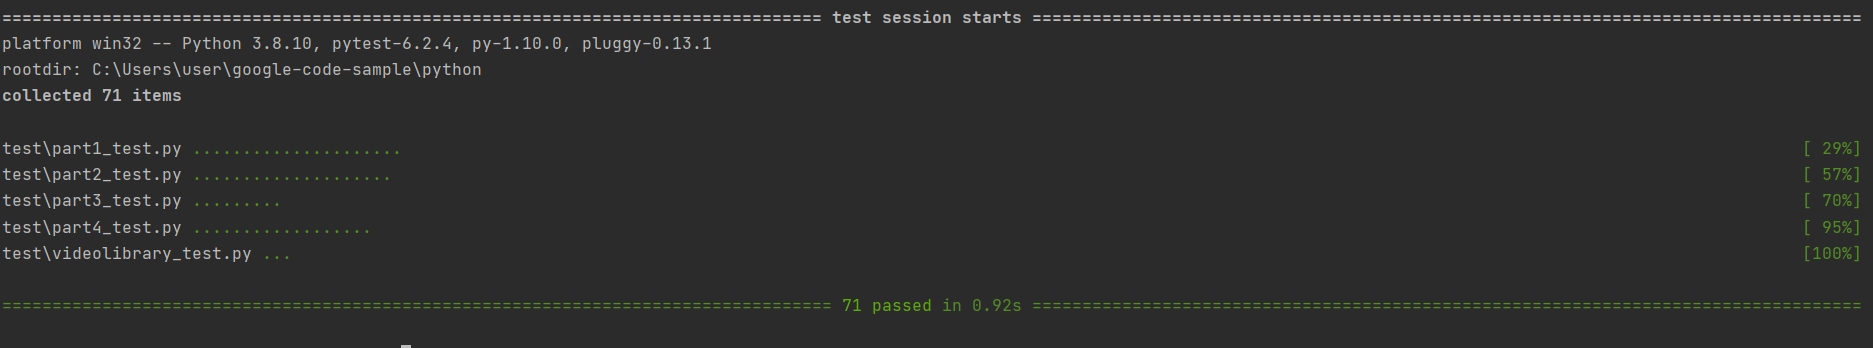 ================================================================================== test session starts ===================================================================================
platform win32 -- Python 3.8.10, pytest-6.2.4, py-1.10.0, pluggy-0.13.1
rootdir: C:\Users\user\google-code-sample\python
collected 71 items
test\part1_test.py ..................... [ 29%]
test\part2_test.py .................... [ 57%]
test\part3_test.py ......... [ 70%]
test\part4_test.py .................. [ 95%]
test\videolibrary_test.py ... [100%]
=================================================================================== 71 passed in 0.92s ===================================================================================